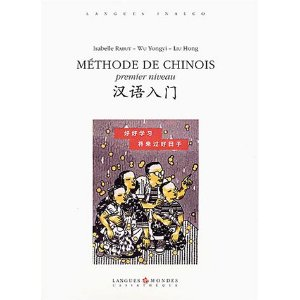 LANGUES INALCO
Isabelle RABUT – Wu Yongyi – Liu Hong
MÉTHODE DE CHINOIS
premier niveau
汉语入门
好好学习
将来过好日子
LANGUES MONDES
L'ASIATHÈQUE